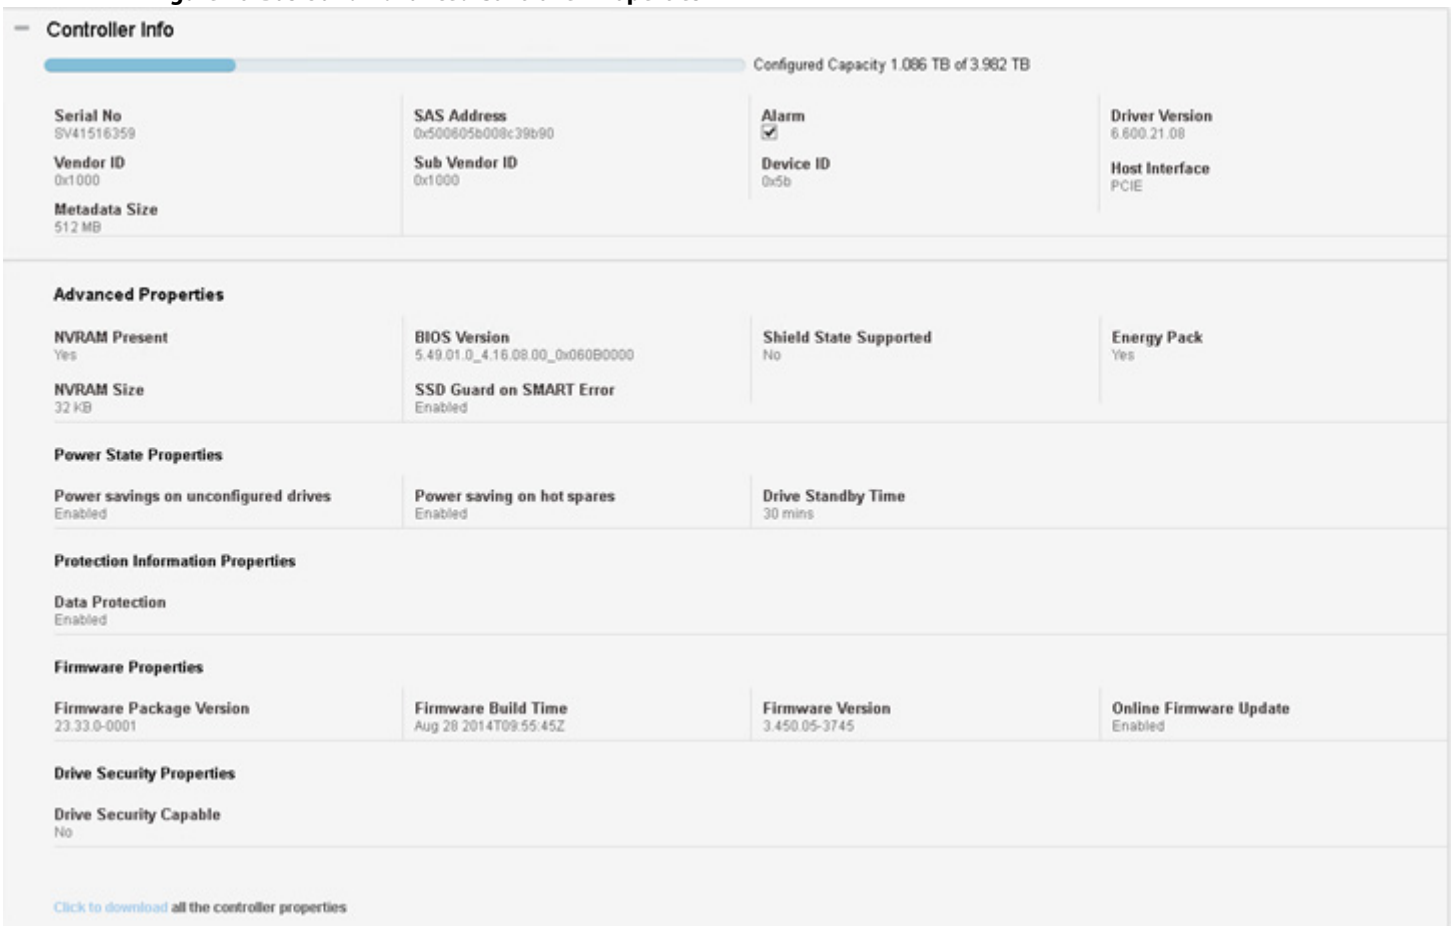 Controller Info
Configured Capacity 1.086 TB of 3.982 TB
Serial No
SV41516359
SAS Address
0x500605b008c39b90
Alarm
Driver Version
6.600.21.08
Vendor ID
0x1000
Sub Vendor ID
0x1000
Device ID
0x5b
Host Interface
PCIE
Metadata Size
512 MB
Advanced Properties
NVRAM Present
Yes
BIOS Version
5.49.01.0_4.16.08.00_0x060B0000
Shield State Supported
No
Energy Pack
Yes
NVRAM Size
32 KB
SSD Guard on SMART Error
Enabled
Power State Properties
Power savings on unconfigured drives
Enabled
Power saving on hot spares
Enabled
Drive Standby Time
30 mins
Protection Information Properties
Data Protection
Enabled
Firmware Properties
Firmware Package Version
23.33.0-0001
Firmware Build Time
Aug 28 2014T09:55:45Z
Firmware Version
3.450.05-3745
Online Firmware Update
Enabled
Drive Security Properties
Drive Security Capable
No
Click to download all the controller properties